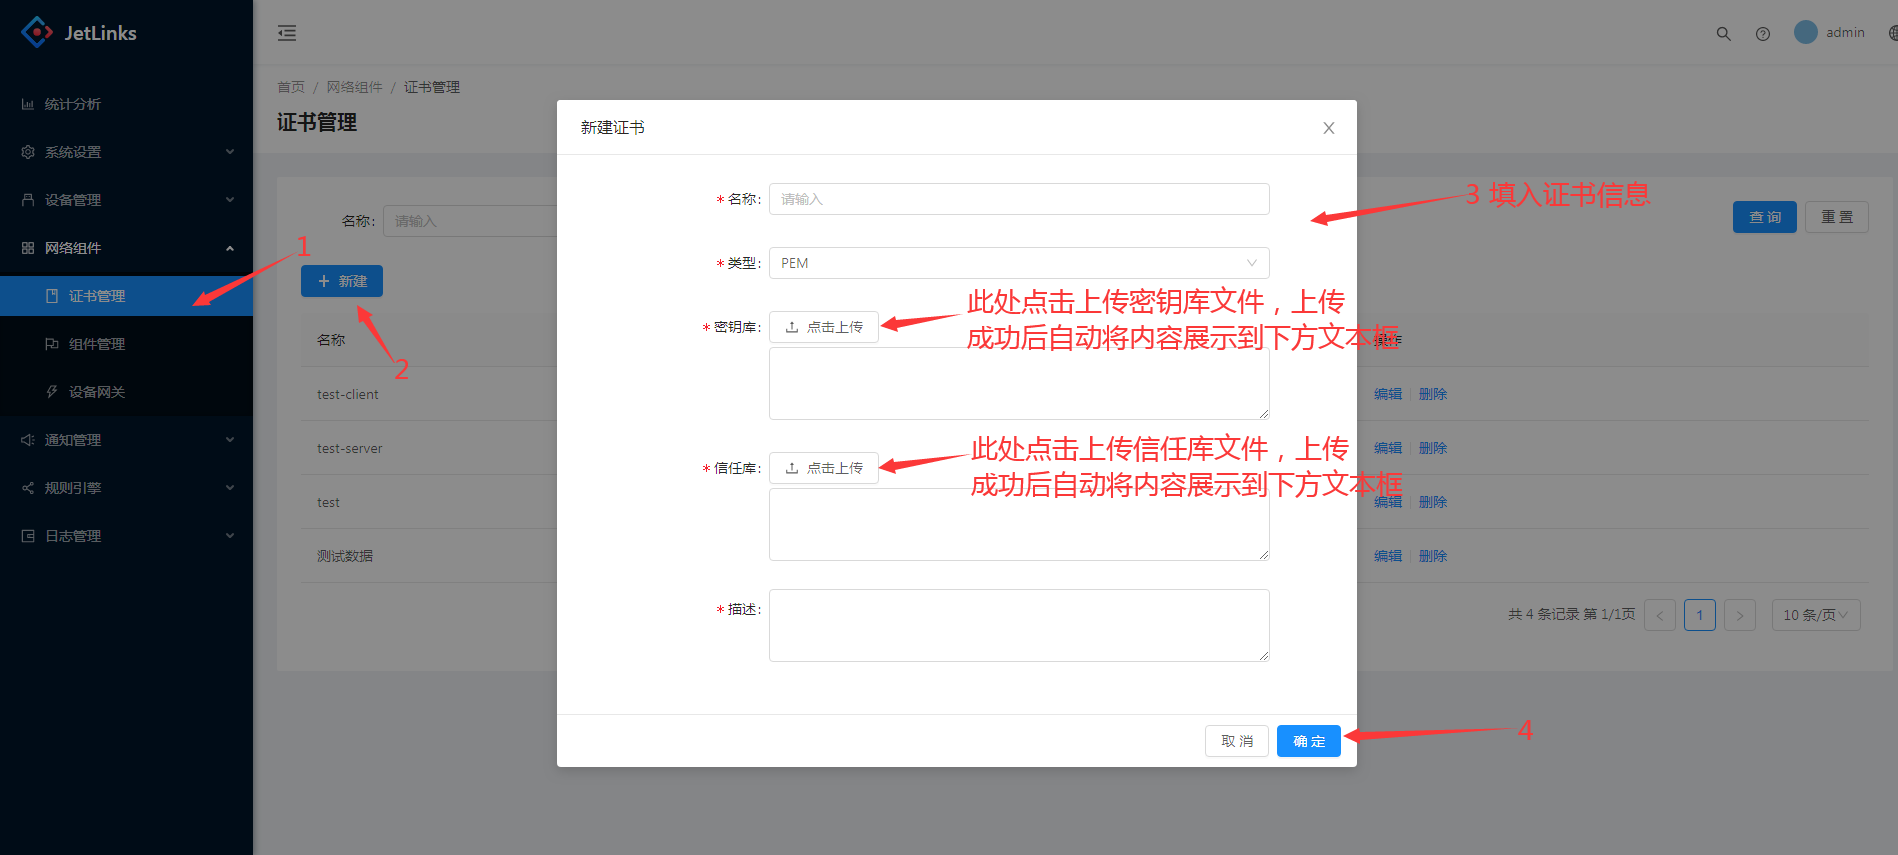 JetLinks
统计分析
系统设置
设备管理
网络组件
证书管理
组件管理
设备网关
通知管理
规则引擎
日志管理
admin
首页 / 网络组件 / 证书管理
证书管理
名称: 请输入
查 询
重 置
+ 新建
名称
操作
test-client
编辑 删除
test-server
编辑 删除
test
编辑 删除
测试数据
编辑 删除
共 4 条记录 第 1/1页 < 1 > 10 条/页
新建证书
* 名称: 请输入
* 类型: PEM
* 密钥库: 点击上传
* 信任库: 点击上传
* 描述:
取 消
确 定
1
2
3 填入证书信息
此处点击上传密钥库文件，上传
成功后自动将内容展示到下方文本框
此处点击上传信任库文件，上传
成功后自动将内容展示到下方文本框
4